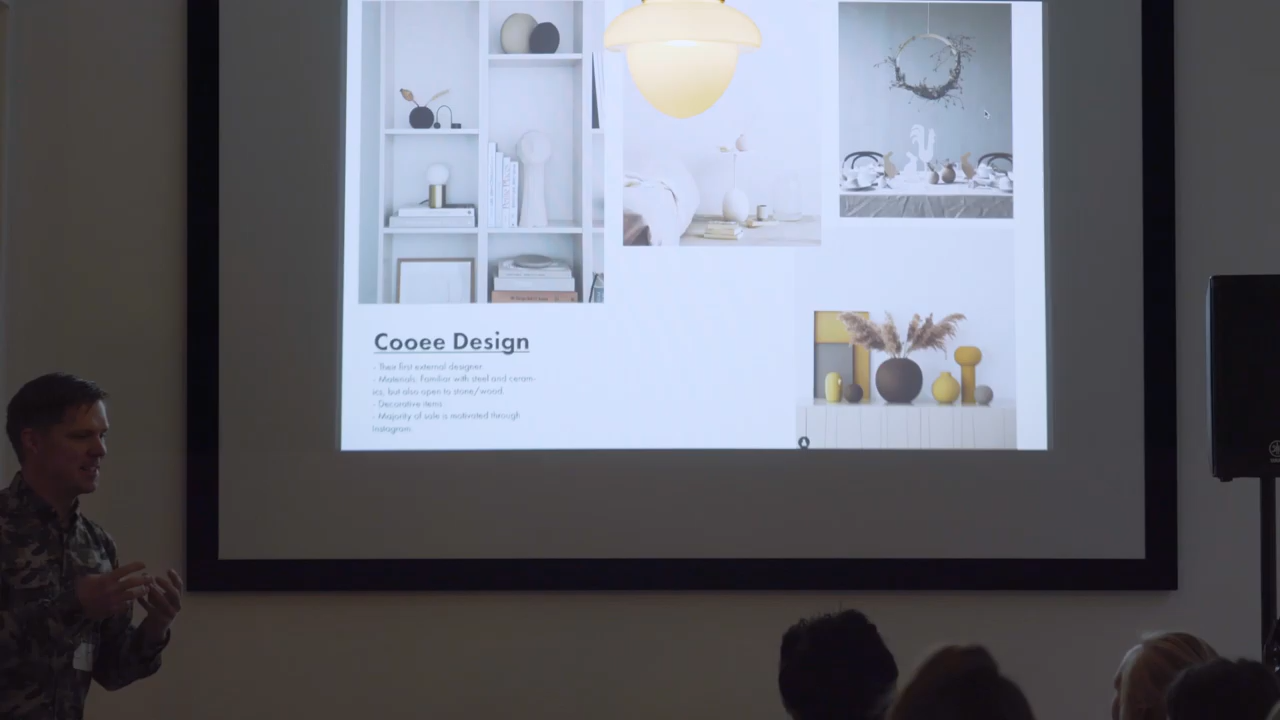 Cooee Design
- Their first external designer.
- Materials: Familiar with steel and ceram-
ics, but also open to stone/wood.
- Decorative items
- Majority of sale a motivated through
Instagram.